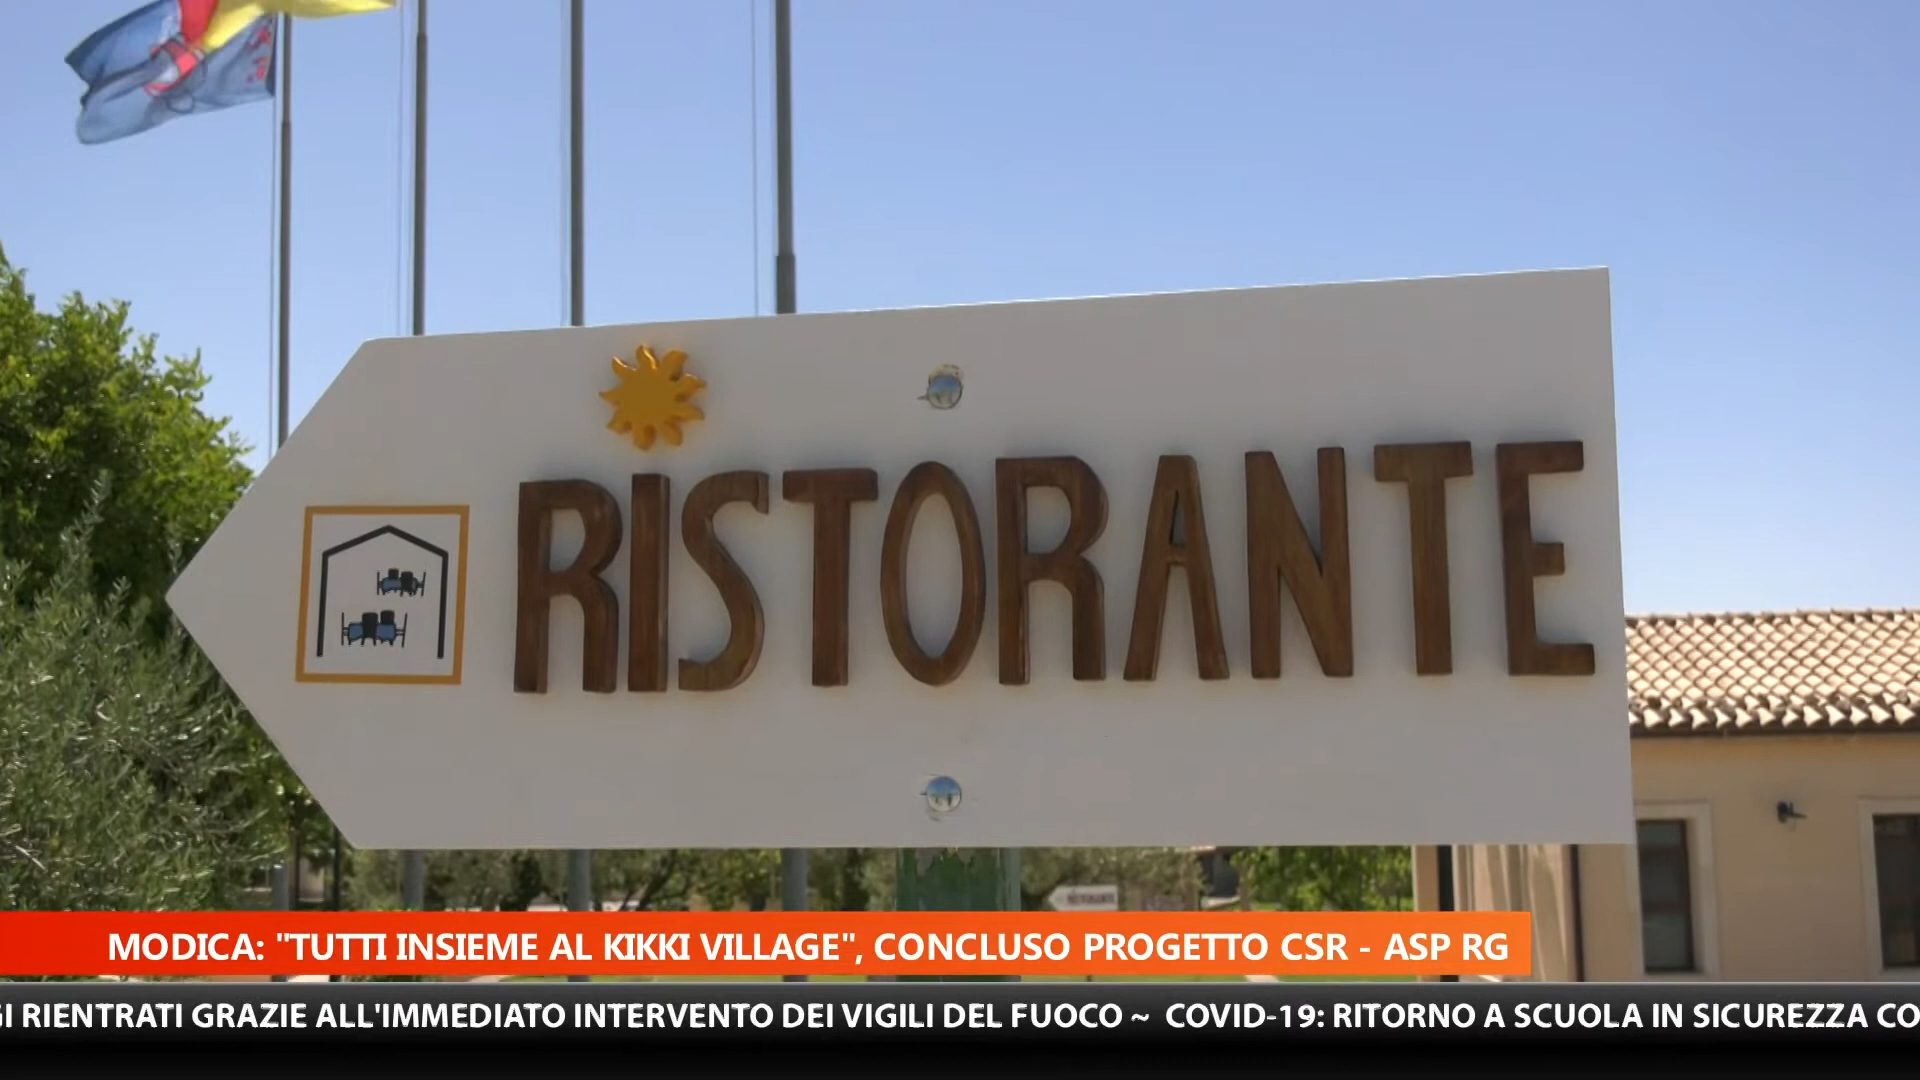 RISTORANTE
MODICA: "TUTTI INSIEME AL KIKKI VILLAGE", CONCLUSO PROGETTO CSR - ASP RG
RIENTRATI GRAZIE ALL'IMMEDIATO INTERVENTO DEI VIGILI DEL FUOCO ~ COVID-19: RITORNO A SCUOLA IN SICUREZZA CO